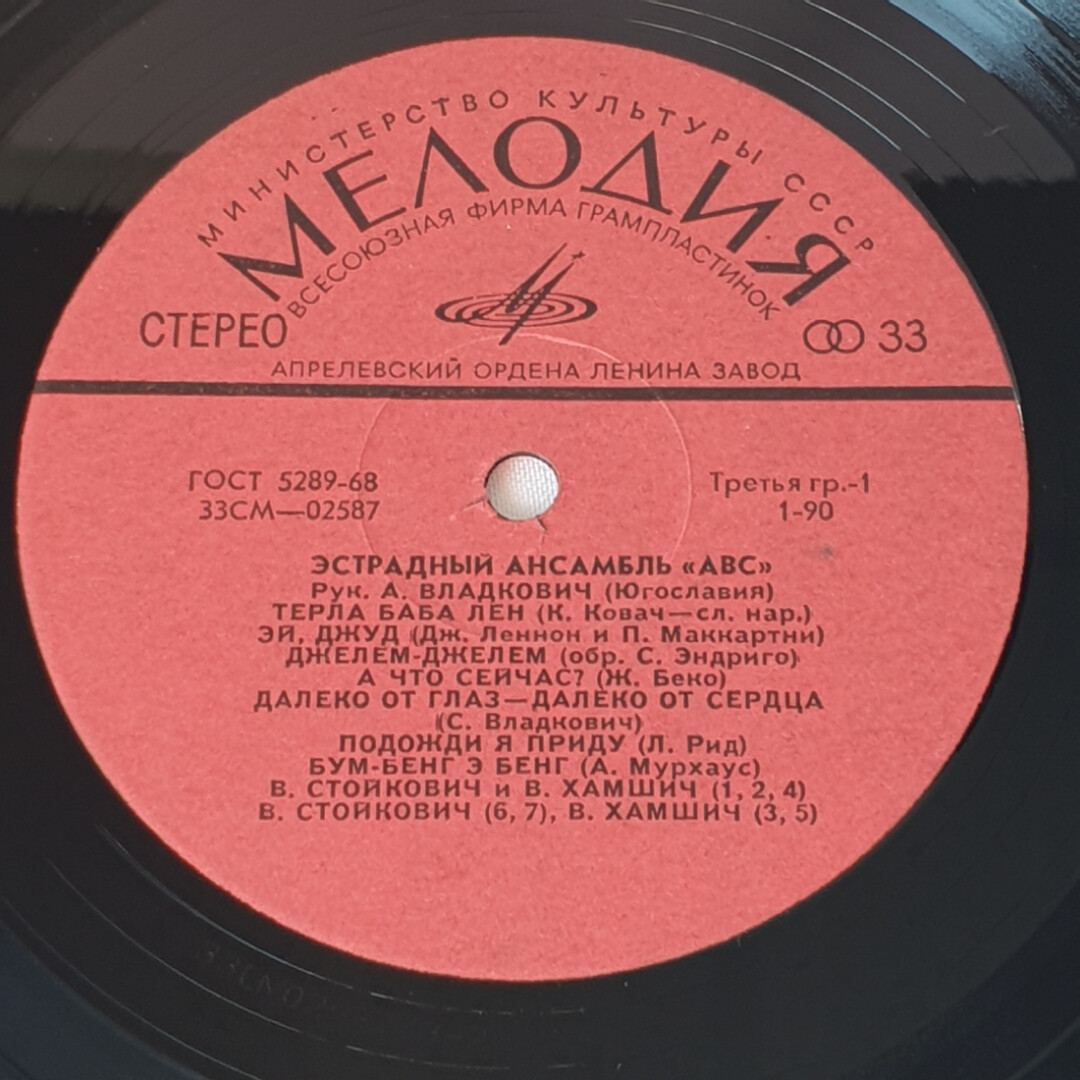 МИНИСТЕРСТВО КУЛЬТУРЫ СССР
МЕЛОДИЯ
ВСЕСОЮЗНАЯ ФИРМА ГРАМПЛАСТИНОК
СТЕРЕО
33
АПРЕЛЕВСКИЙ ОРДЕНА ЛЕНИНА ЗАВОД
ГОСТ 5289-68
Третья гр.-1
33СМ—02587
1-90
ЭСТРАДНЫЙ АНСАМБЛЬ «АВС»
Рук. А. ВЛАДКОВИЧ (Югославия)
ТЕРЛА БАБА ЛЕН (К. Ковач—сл. нар.)
ЭЙ, ДЖУД (Дж. Леннон и П. Маккартни)
ДЖЕЛЕМ-ДЖЕЛЕМ (обр. С. Эндриго)
А ЧТО СЕЙЧАС? (Ж. Беко)
ДАЛЕКО ОТ ГЛАЗ—ДАЛЕКО ОТ СЕРДЦА
(С. Владкович)
ПОДОЖДИ Я ПРИДУ (Л. Рид)
БУМ-БЕНГ Э БЕНГ (А. Мурхаус)
В. СТОЙКОВИЧ и В. ХАМШИЧ (1, 2, 4)
В. СТОЙКОВИЧ (6, 7), В. ХАМШИЧ (3, 5)